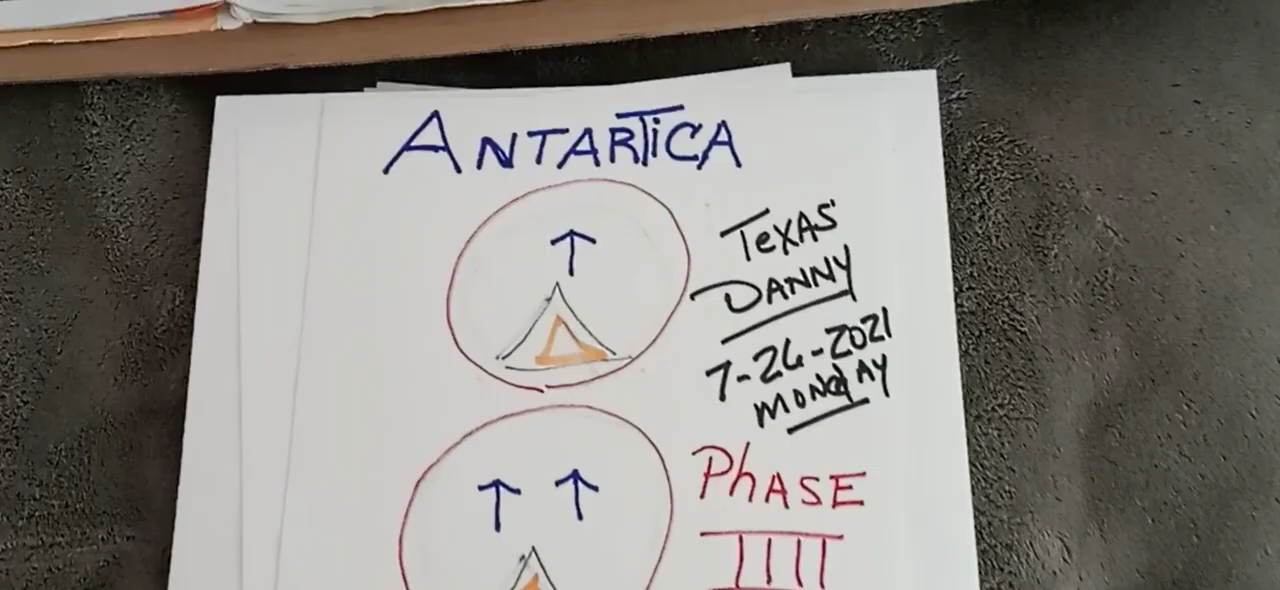 ANTARTICA
TEXAS
DANNY
7-26-2021
MONDAY
PhASE
IIII